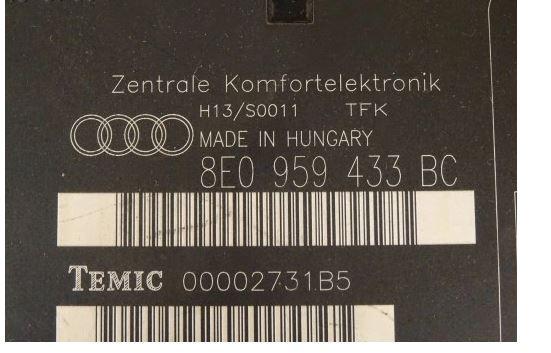 Zentrale Komfortelektronik
H13/S0011 TFK
MADE IN HUNGARY
8E0 959 433 BC
TEMIC 00002731B5